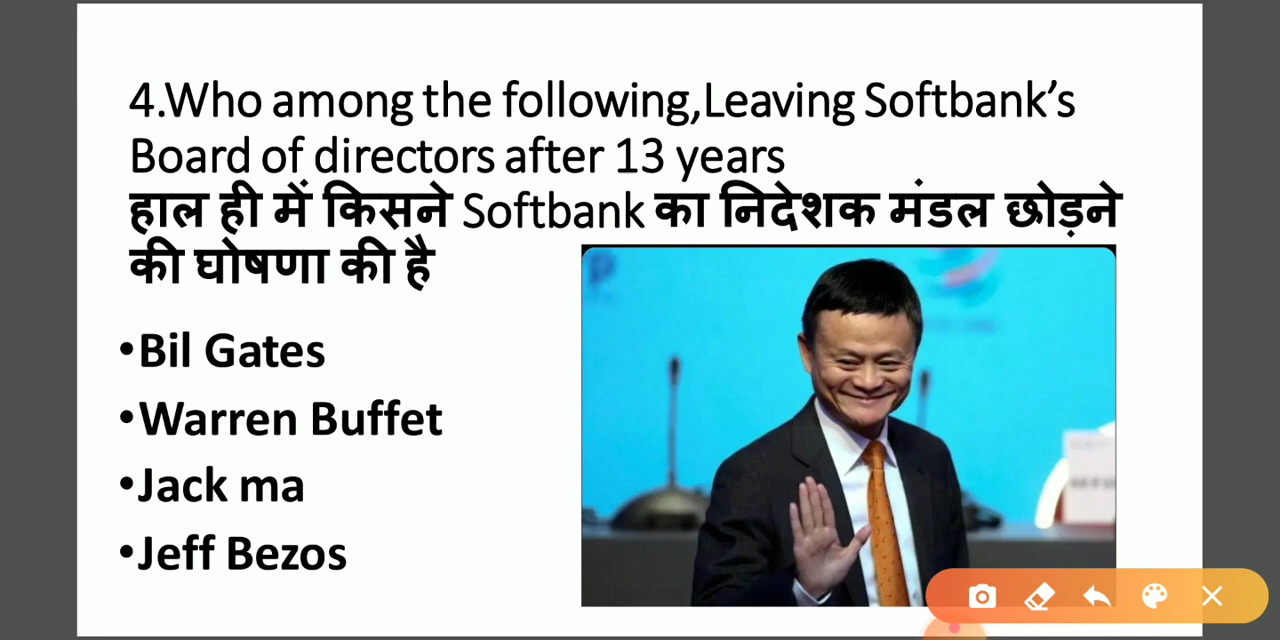 4.Who among the following,Leaving Softbank’s
Board of directors after 13 years
हाल ही में किसने Softbank का निदेशक मंडल छोड़ने
की घोषणा की है
•Bil Gates
•Warren Buffet
•Jack ma
•Jeff Bezos